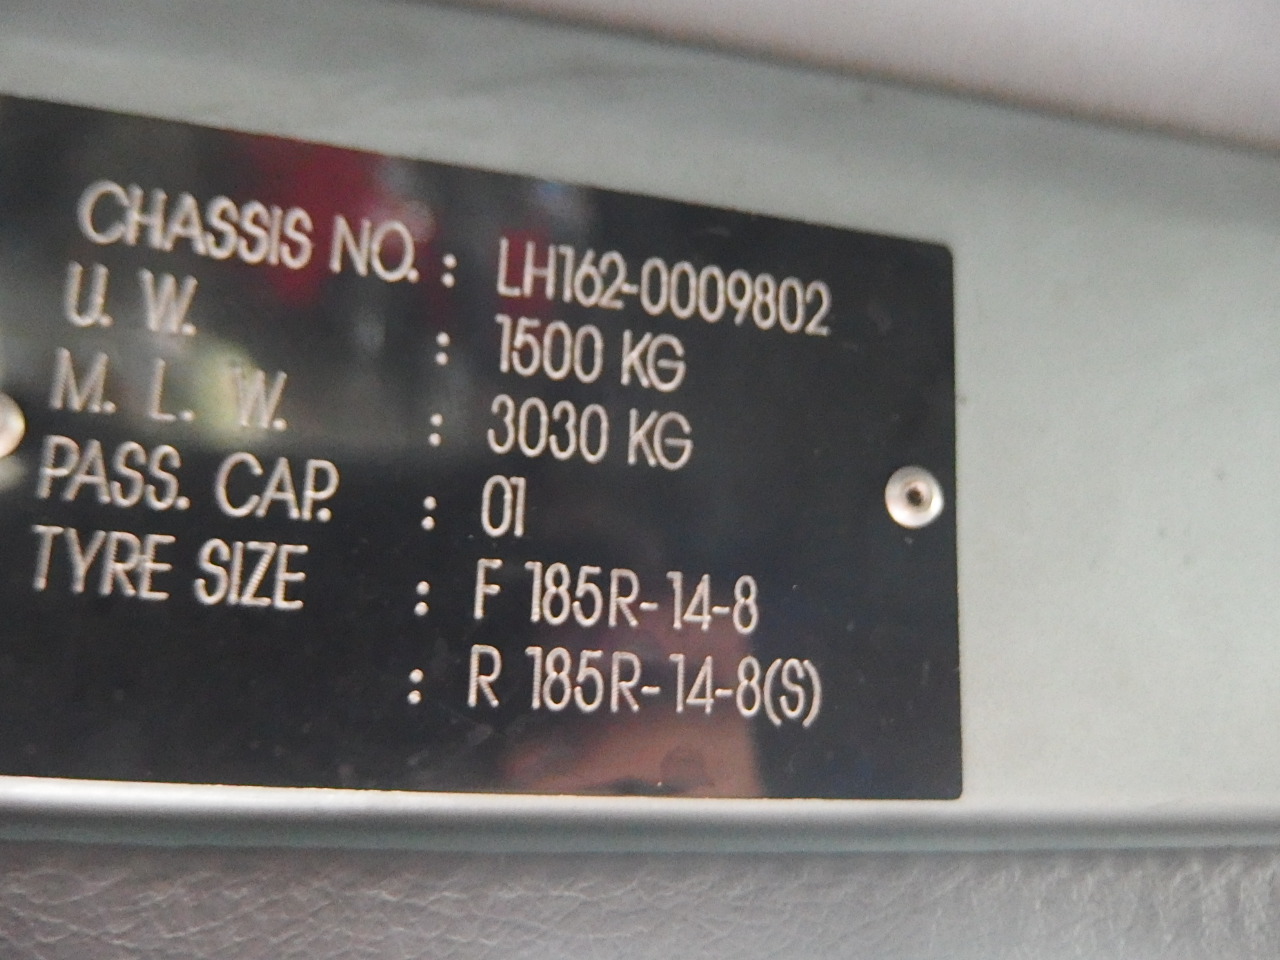 CHASSIS NO. : LH162-0009802
U. W. : 1500 KG
M. L. W. : 3030 KG
PASS. CAP. : 01
TYRE SIZE : F 185R-14-8
: R 185R-14-8(S)